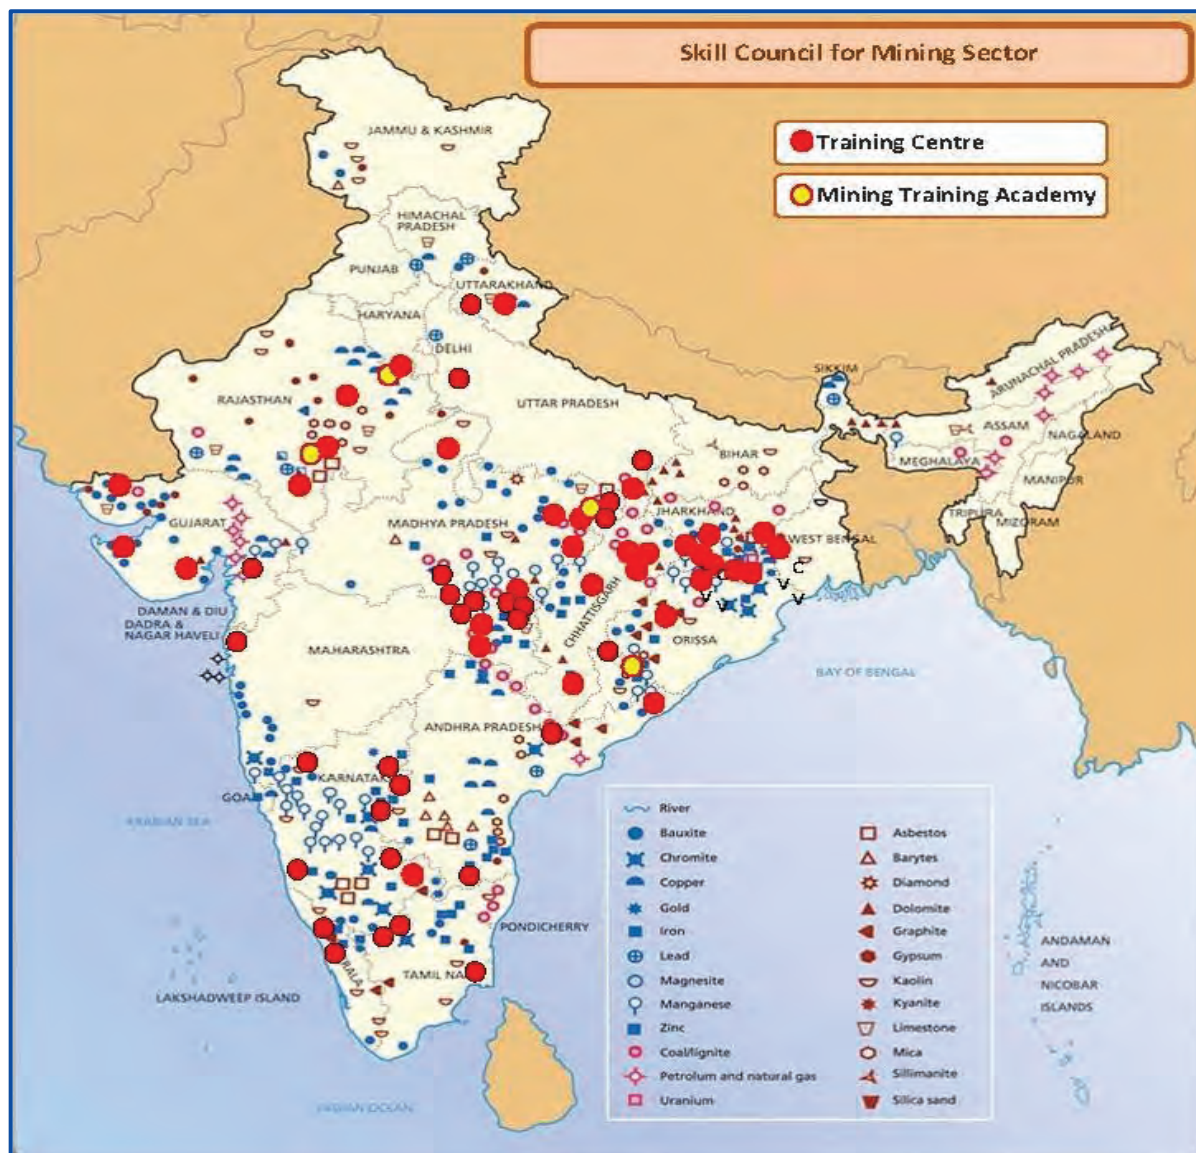 Skill Council for Mining Sector
Training Centre
Mining Training Academy
JAMMU & KASHMIR
HIMACHAL
PRADESH
PUNJAB
UTTARAKHAND
HARYANA
DELHI
RAJASTHAN
UTTAR PRADESH
SIKKIM
ARUNACHAL PRADESH
ASSAM
NAGALAND
MEGHALAYA
MANIPUR
TRIPURA
MIZORAM
BIHAR
JHARKHAND
WEST BENGAL
GUJARAT
MADHYA PRADESH
CHHATTISGARH
C
C
V
V
V
V
DAMAN & DIU
DADRA &
NAGAR HAVELI
MAHARASHTRA
ORISSA
BAY OF BENGAL
ANDHRA PRADESH
KARNATAK
GOA
ARABIAN SEA
PONDICHERRY
TAMIL NA
RALA
LAKSHADWEEP ISLAND
ANDAMAN
AND
NICOBAR
ISLANDS
INDIAN OCEAN
River
Bauxite
Chromite
Copper
Gold
Iron
Lead
Magnesite
Manganese
Zinc
Coal/lignite
Petrolum and natural gas
Uranium
Asbestos
Barytes
Diamond
Dolomite
Graphite
Gypsum
Kaolin
Kyanite
Limestone
Mica
Sillimanite
Silica sand